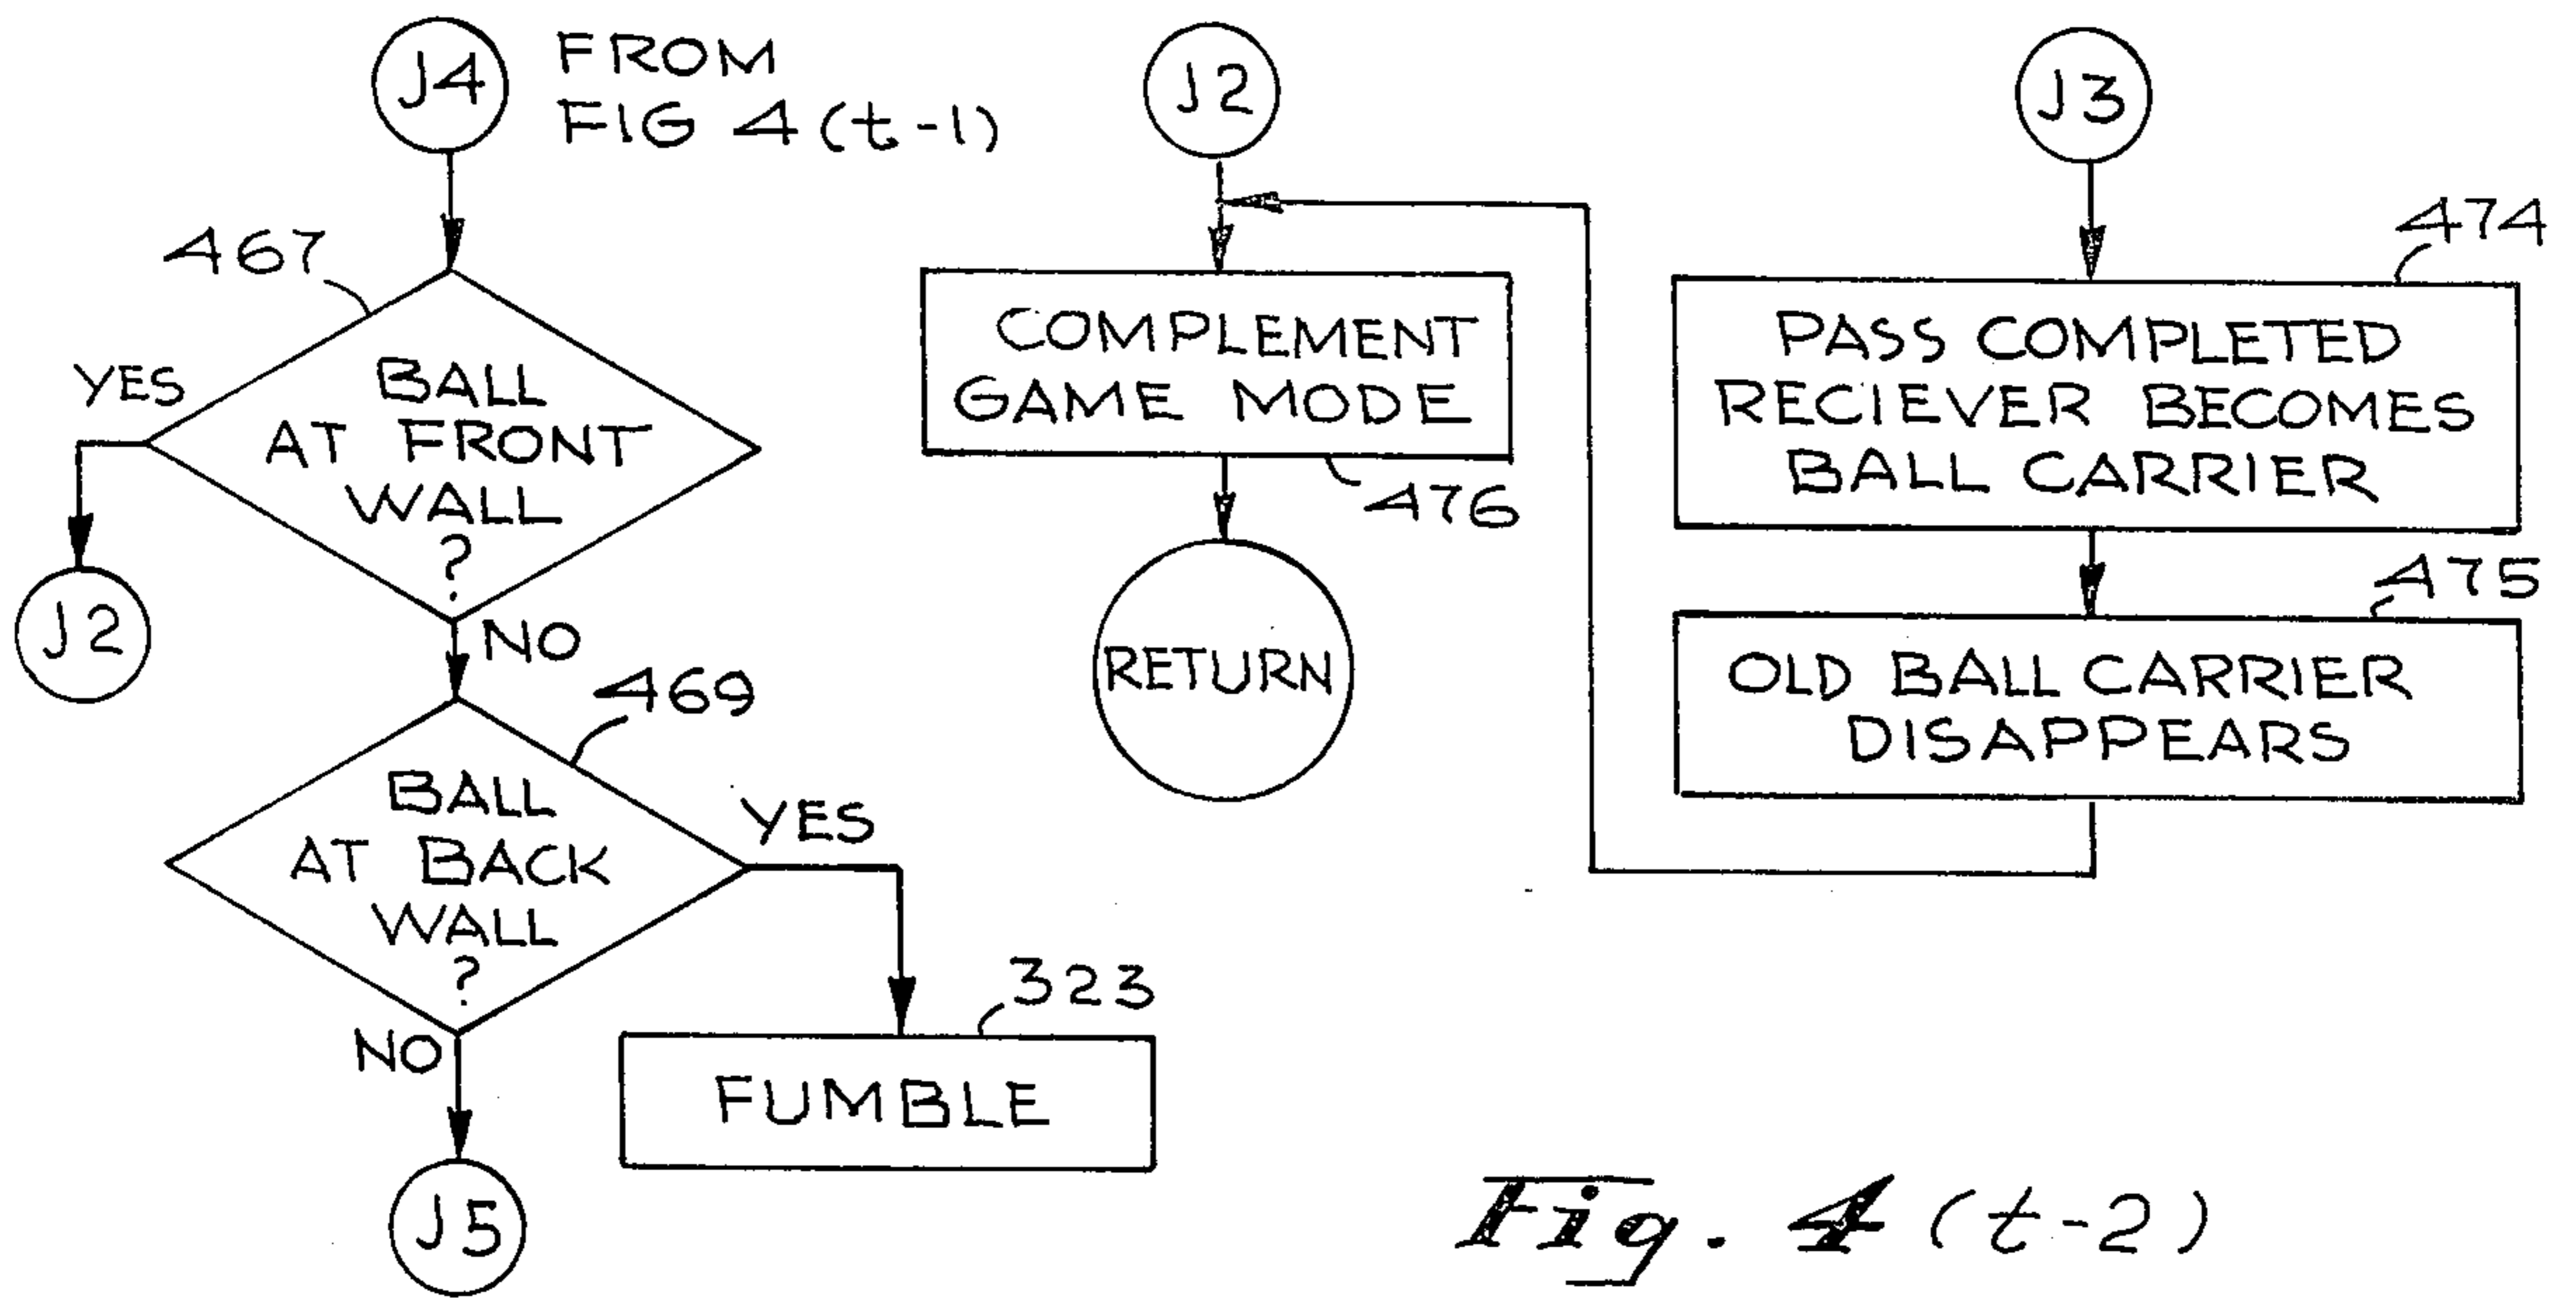 J4
FROM
FIG 4 (t-1)
467
YES
BALL
AT FRONT
WALL
?
J2
NO
469
BALL
AT BACK
WALL
?
YES
NO
323
FUMBLE
J5
J2
COMPLEMENT
GAME MODE
476
RETURN
J3
474
PASS COMPLETED
RECIEVER BECOMES
BALL CARRIER
475
OLD BALL CARRIER
DISAPPEARS
Fig. 4 (t-2)